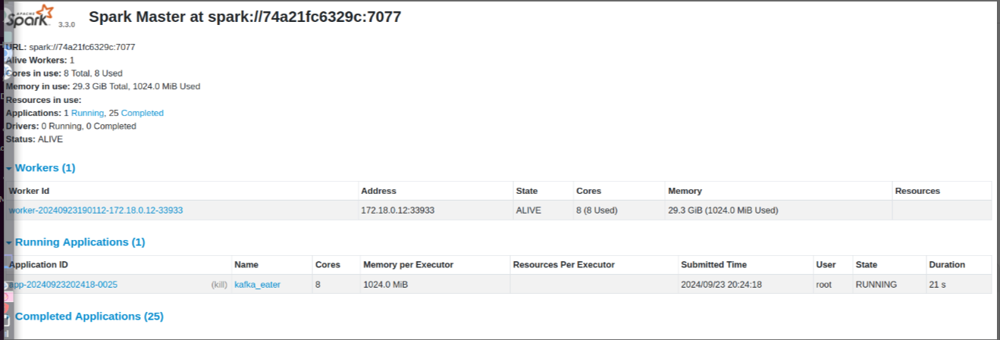 APACHE
Spark 3.3.0 Spark Master at spark://74a21fc6329c:7077
URL: spark://74a21fc6329c:7077
Alive Workers: 1
Cores in use: 8 Total, 8 Used
Memory in use: 29.3 GiB Total, 1024.0 MiB Used
Resources in use:
Applications: 1 Running, 25 Completed
Drivers: 0 Running, 0 Completed
Status: ALIVE
Workers (1)
Worker Id Address State Cores Memory Resources
worker-20240923190112-172.18.0.12-33933 172.18.0.12:33933 ALIVE 8 (8 Used) 29.3 GiB (1024.0 MiB Used)
Running Applications (1)
Application ID Name Cores Memory per Executor Resources Per Executor Submitted Time User State Duration
app-20240923202418-0025 (kill) kafka_eater 8 1024.0 MiB 2024/09/23 20:24:18 root RUNNING 21 s
Completed Applications (25)